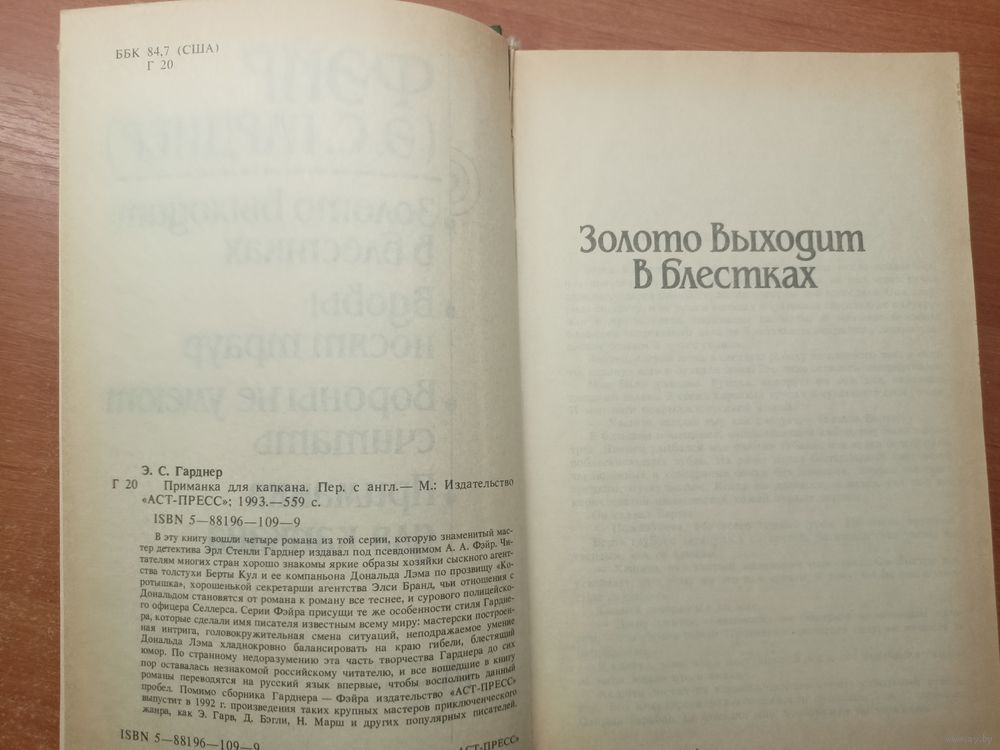 ББК 84,7 (США)
Г 20
Э. С. Гарднер
Г 20 Приманка для капкана. Пер. с англ.— М.: Издательство
«АСТ-ПРЕСС»; 1993.—559 с.
ISBN 5—88196—109—9
В эту книгу вошли четыре романа из той серии, которую знаменитый мас-
тер детектива Эрл Стенли Гарднер издавал под псевдонимом А. А. Фэйр. Чи-
тателям многих стран хорошо знакомы яркие образы хозяйки сыскного агент-
ства толстухи Берты Кул и ее компаньона Дональда Лэма по прозвищу «Ко-
ротышка», хорошенькой секретарши агентства Элси Бранд, чьи отношения с
Дональдом становятся от романа к роману все теснее, и сурового полицейско-
го офицера Селлерса. Серии Фэйра присущи те же особенности стиля Гардне-
ра, которые сделали имя писателя известным всему миру: мастерски построен-
ная интрига, головокружительная смена ситуаций, неподражаемое умение
Дональда Лэма хладнокровно балансировать на краю гибели, блестящий
юмор. По странному недоразумению эта часть творчества Гарднера до сих
пор оставалась незнакомой российскому читателю, и все вошедшие в книгу
романы переводятся на русский язык впервые, чтобы восполнить данный
пробел. Помимо сборника Гарднера — Фэйра издательство «АСТ-ПРЕСС»
выпустит в 1992 г. произведения таких крупных мастеров приключенческого
жанра, как Э. Гарв, Д. Бэгли, Н. Марш и других популярных писателей.
ISBN 5—88196—109—9
АСТ-ПРЕСС»
Золото выходит
в блестках